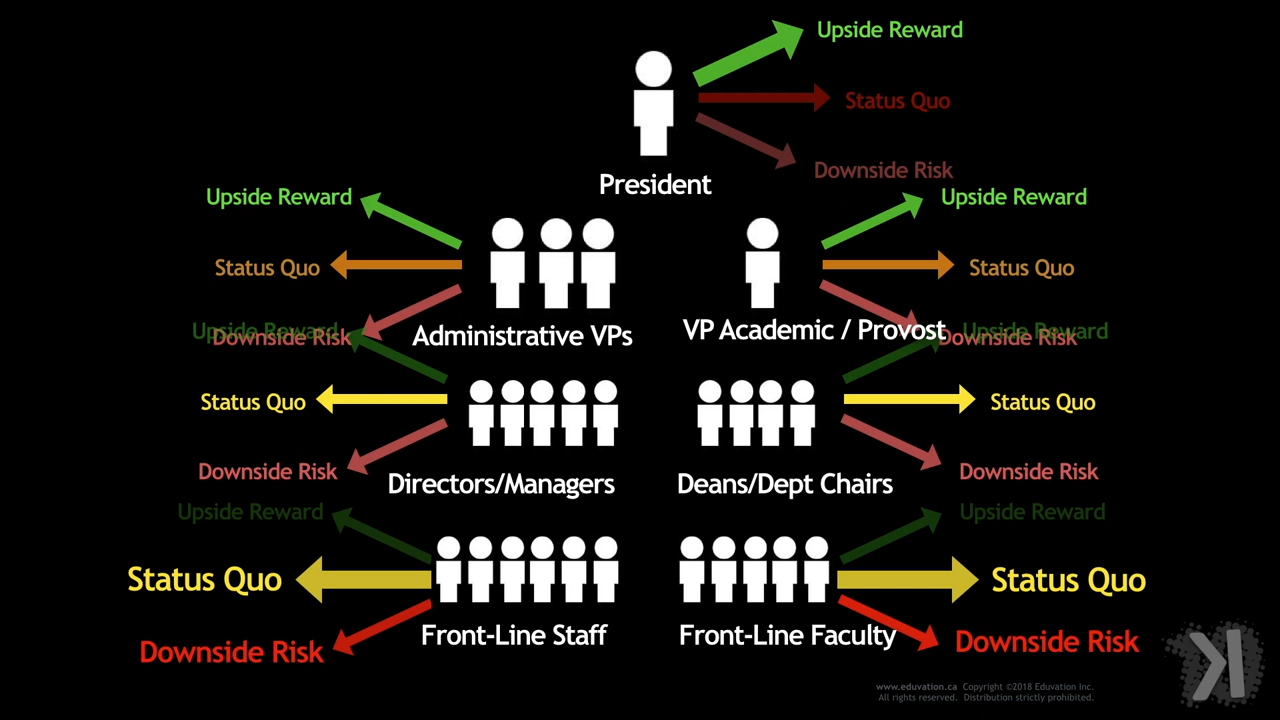 Upside Reward
Status Quo
Downside Risk
President
Upside Reward
Upside Reward
Status Quo
Status Quo
Upside Reward
Downside Risk
Administrative VPs
VP Academic / Provost
Upside Reward
Downside Risk
Status Quo
Status Quo
Downside Risk
Directors/Managers
Deans/Dept Chairs
Downside Risk
Upside Reward
Upside Reward
Status Quo
Status Quo
Downside Risk
Front-Line Staff
Front-Line Faculty
Downside Risk
www.eduvation.ca Copyright ©2018 Eduvation Inc.
All rights reserved. Distribution strictly prohibited.